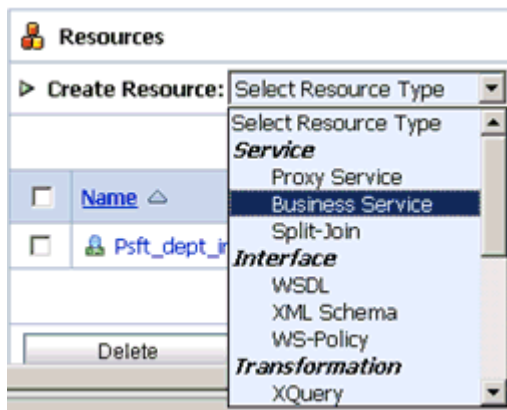 Resources
Create Resource: Select Resource Type
Select Resource Type
Service
Proxy Service
Business Service
Split-Join
Interface
WSDL
XML Schema
WS-Policy
Transformation
XQuery
Name
Psft_dept_i
Delete